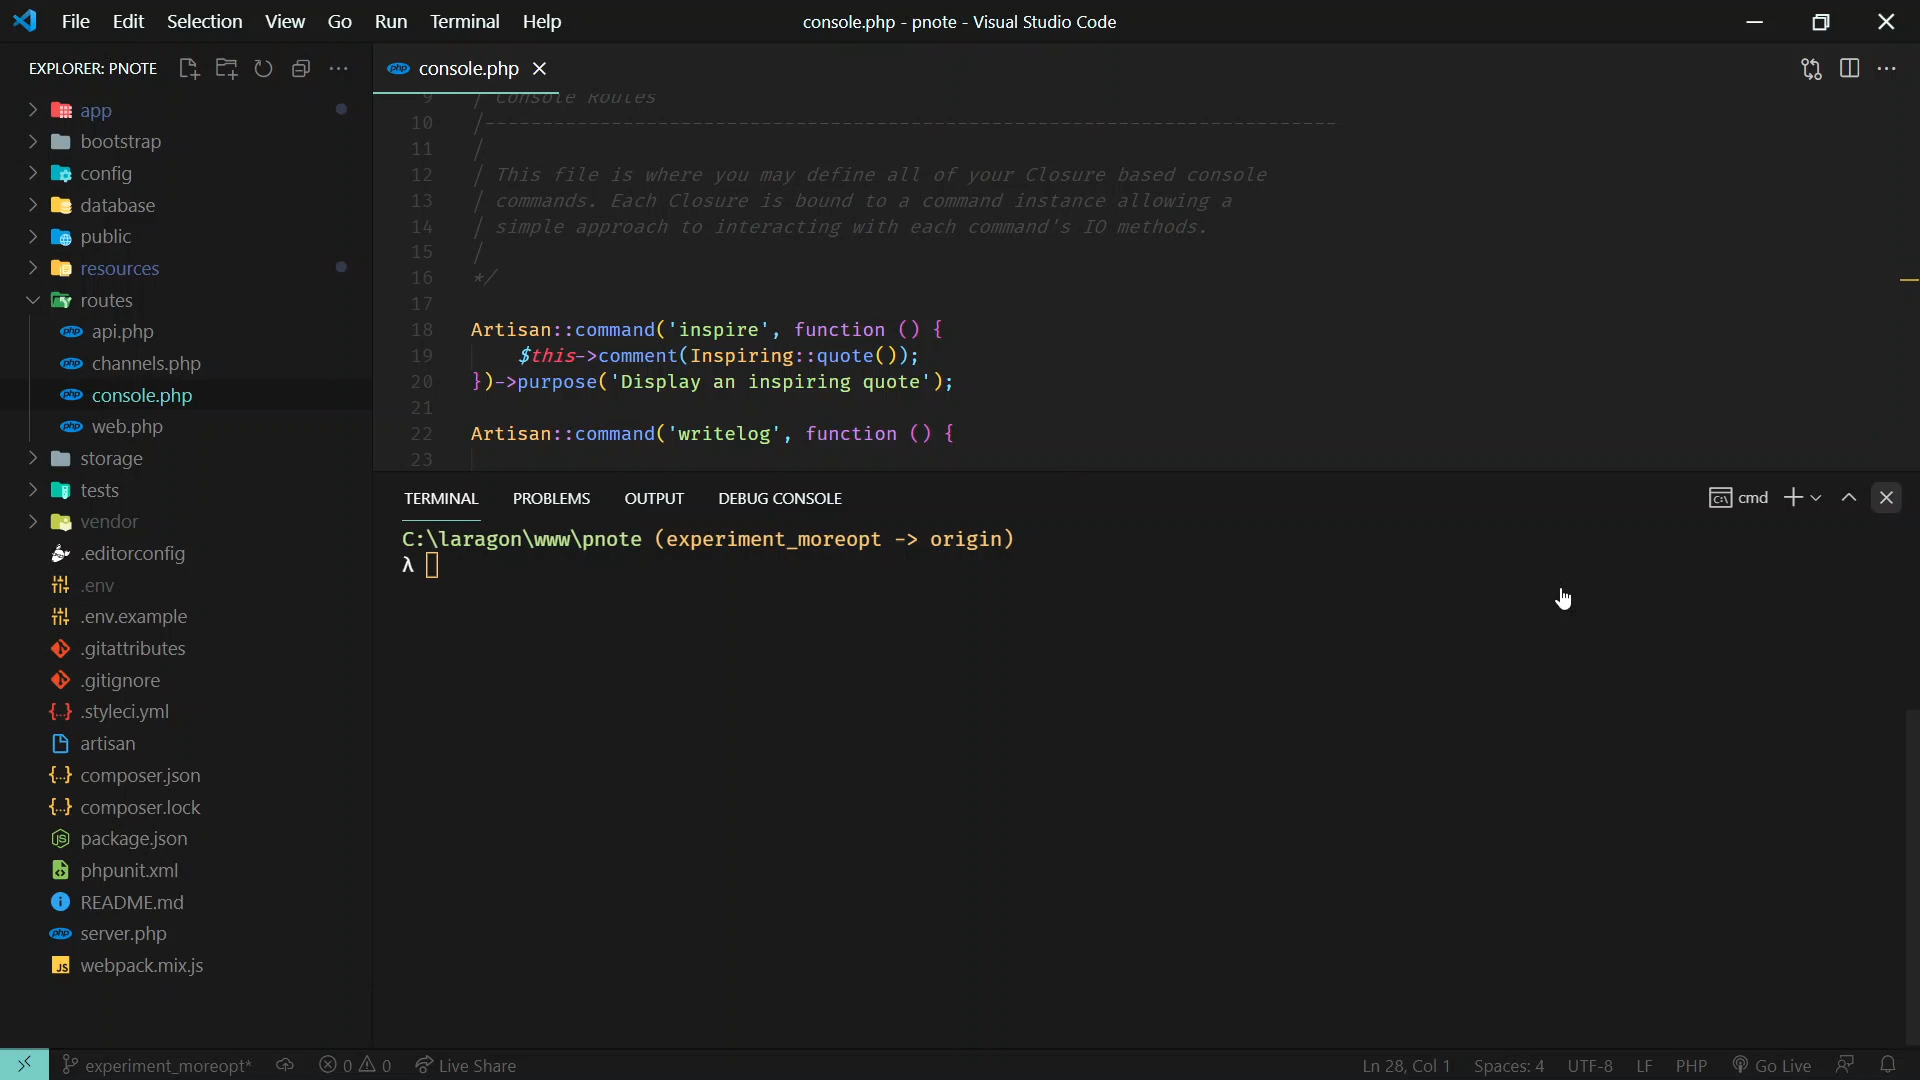 File Edit Selection View Go Run Terminal Help
console.php - pnote - Visual Studio Code
EXPLORER: PNOTE
app
bootstrap
config
database
public
resources
routes
api.php
channels.php
console.php
web.php
storage
tests
vendor
.editorconfig
.env
.env.example
.gitattributes
.gitignore
.styleci.yml
artisan
composer.json
composer.lock
package.json
phpunit.xml
README.md
server.php
webpack.mix.js
console.php
9 | Console Routes
10 |--------------------------------------------------------------------------
11 |
12 | This file is where you may define all of your Closure based console
13 | commands. Each Closure is bound to a command instance allowing a
14 | simple approach to interacting with each command's IO methods.
15 |
16 */
17
18 Artisan::command('inspire', function () {
19     $this->comment(Inspiring::quote());
20 })->purpose('Display an inspiring quote');
21
22 Artisan::command('writelog', function () {
23
TERMINAL PROBLEMS OUTPUT DEBUG CONSOLE
cmd
C:\laragon\www\pnote (experiment_moreopt -> origin)
λ
experiment_moreopt* 0 0 Live Share
Ln 28, Col 1 Spaces: 4 UTF-8 LF PHP Go Live